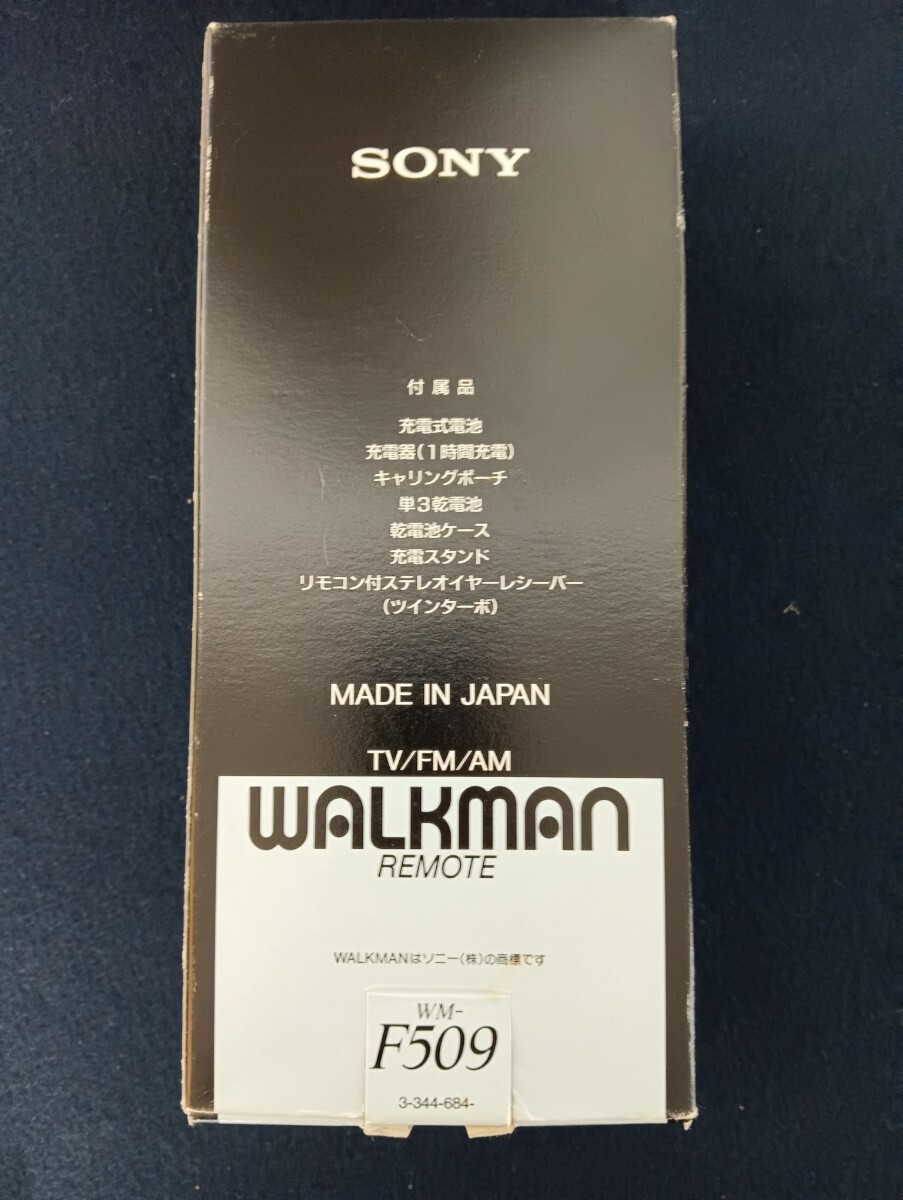 SONY
付属品
充電式電池
充電器(1時間充電)
キャリングポーチ
単3乾電池
乾電池ケース
充電スタンド
リモコン付ステレオイヤーレシーバー
(ツインターボ)
MADE IN JAPAN
TV/FM/AM
WALKMAN
REMOTE
WALKMANはソニー(株)の商標です
WM-
F509
3-344-684-